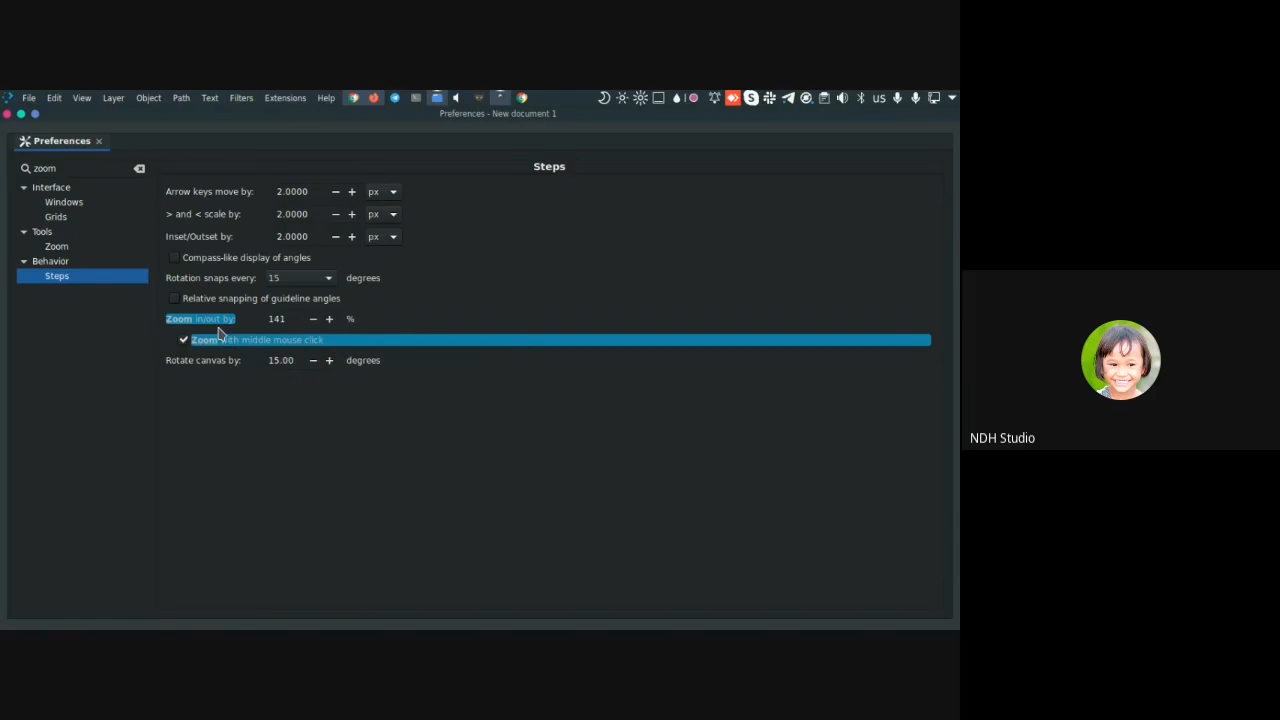 File Edit View Layer Object Path Text Filters Extensions Help US
Preferences - New document 1
Preferences
zoom
Steps
Interface
Windows
Grids
Tools
Zoom
Behavior
Steps
Arrow keys move by: 2.0000 px
> and < scale by: 2.0000 px
Inset/Outset by: 2.0000 px
Compass-like display of angles
Rotation snaps every: 15 degrees
Relative snapping of guideline angles
Zoom in/out by: 141 %
Zoom with middle mouse click
Rotate canvas by: 15.00 degrees
NDH Studio